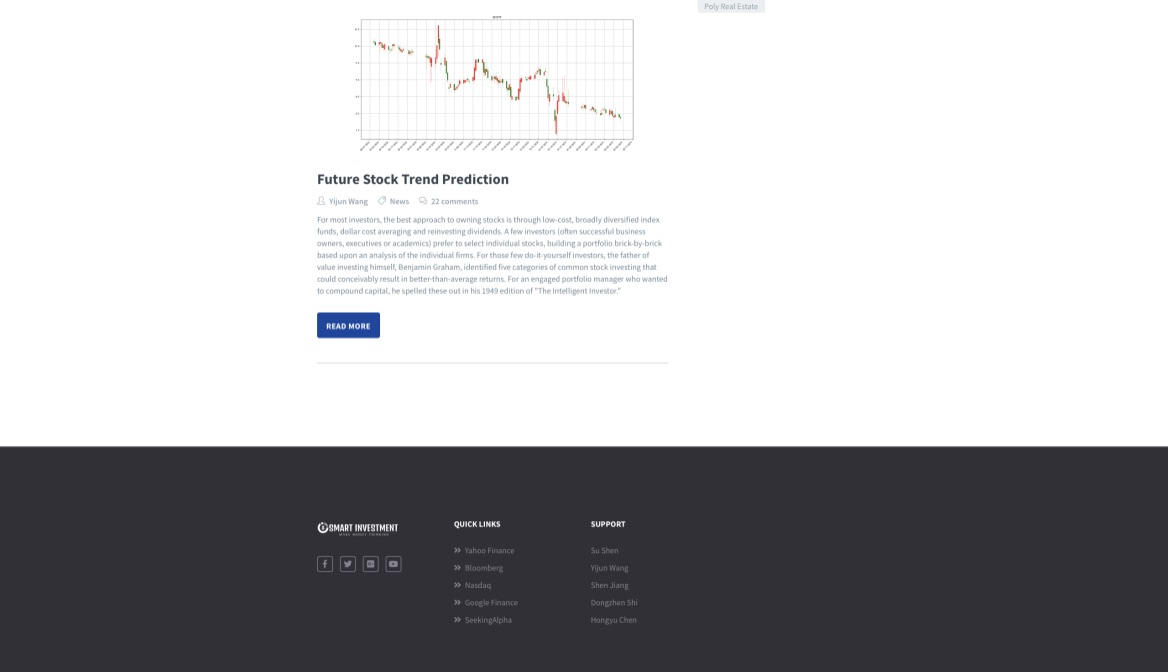 Poly Real Estate
Future Stock Trend Prediction
Yijun Wang News 22 comments
For most investors, the best approach to owning stocks is through low-cost, broadly diversified index
funds, dollar cost averaging and reinvesting dividends. A few investors (often successful business
owners, executives or academics) prefer to select individual stocks, building a portfolio brick-by-brick
based upon an analysis of the individual firms. For those few do-it-yourself investors, the father of
value investing himself, Benjamin Graham, identified five categories of common stock investing that
could conceivably result in better-than-average returns. For an engaged portfolio manager who wanted
to compound capital, he spelled these out in his 1949 edition of "The Intelligent Investor."
READ MORE
SMART INVESTMENT
MAKE MONEY THINKING
QUICK LINKS
Yahoo Finance
Bloomberg
Nasdaq
Google Finance
SeekingAlpha
SUPPORT
Su Shen
Yijun Wang
Shen Jiang
Dongzhen Shi
Hongyu Chen